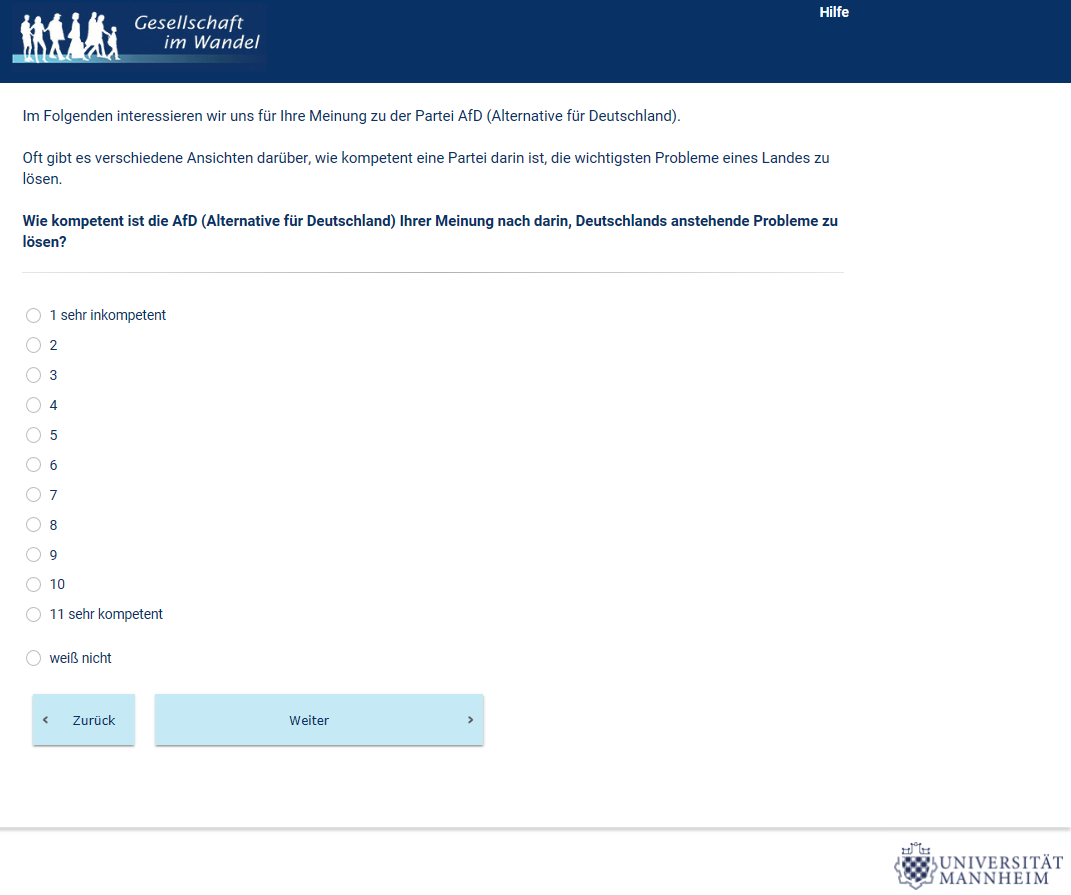 Gesellschaft
im Wandel
Hilfe
Im Folgenden interessieren wir uns für Ihre Meinung zu der Partei AfD (Alternative für Deutschland).
Oft gibt es verschiedene Ansichten darüber, wie kompetent eine Partei darin ist, die wichtigsten Probleme eines Landes zu
lösen.
Wie kompetent ist die AfD (Alternative für Deutschland) Ihrer Meinung nach darin, Deutschlands anstehende Probleme zu
lösen?
1 sehr inkompetent
2
3
4
5
6
7
8
9
10
11 sehr kompetent
weiß nicht
Zurück
Weiter
UNIVERSITÄT
MANNHEIM